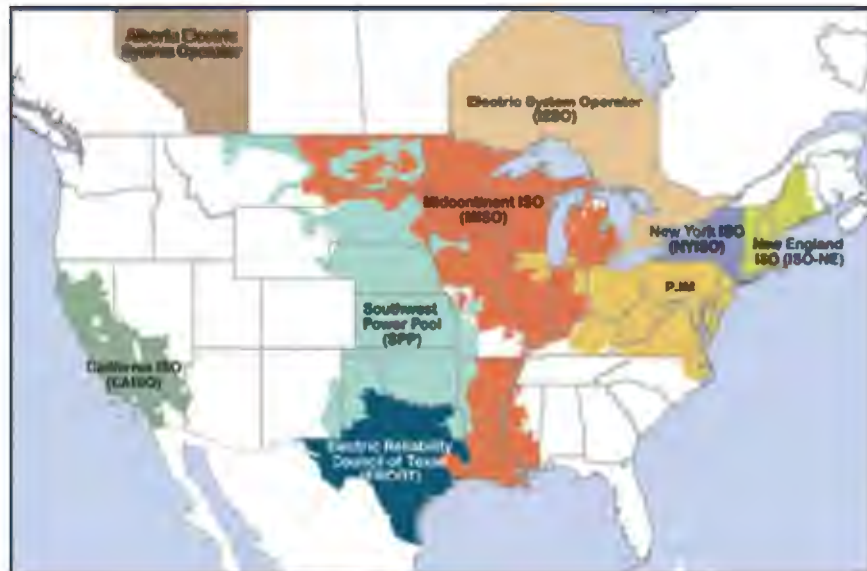 Alberta Electric
System Operator
Electric System Operator
(IESO)
Midcontinent ISO
(MISO)
New York ISO
(NYISO)
New England
ISO (ISO-NE)
PJM
Southwest
Power Pool
(SPP)
California ISO
(CAISO)
Electric Reliability
Council of Texas
(ERCOT)